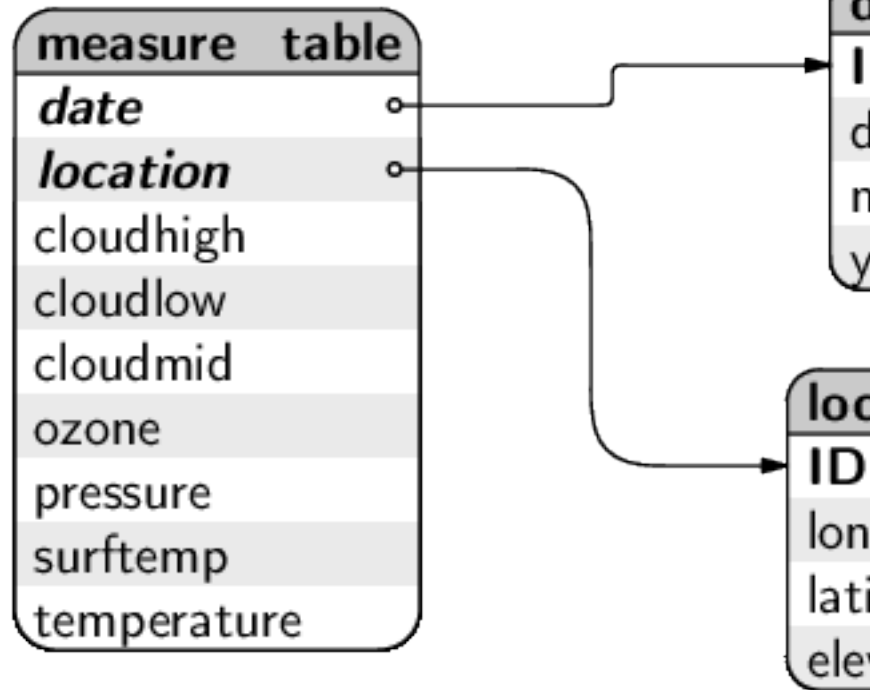 measure table
date
location
cloudhigh
cloudlow
cloudmid
ozone
pressure
surftemp
temperature
ID